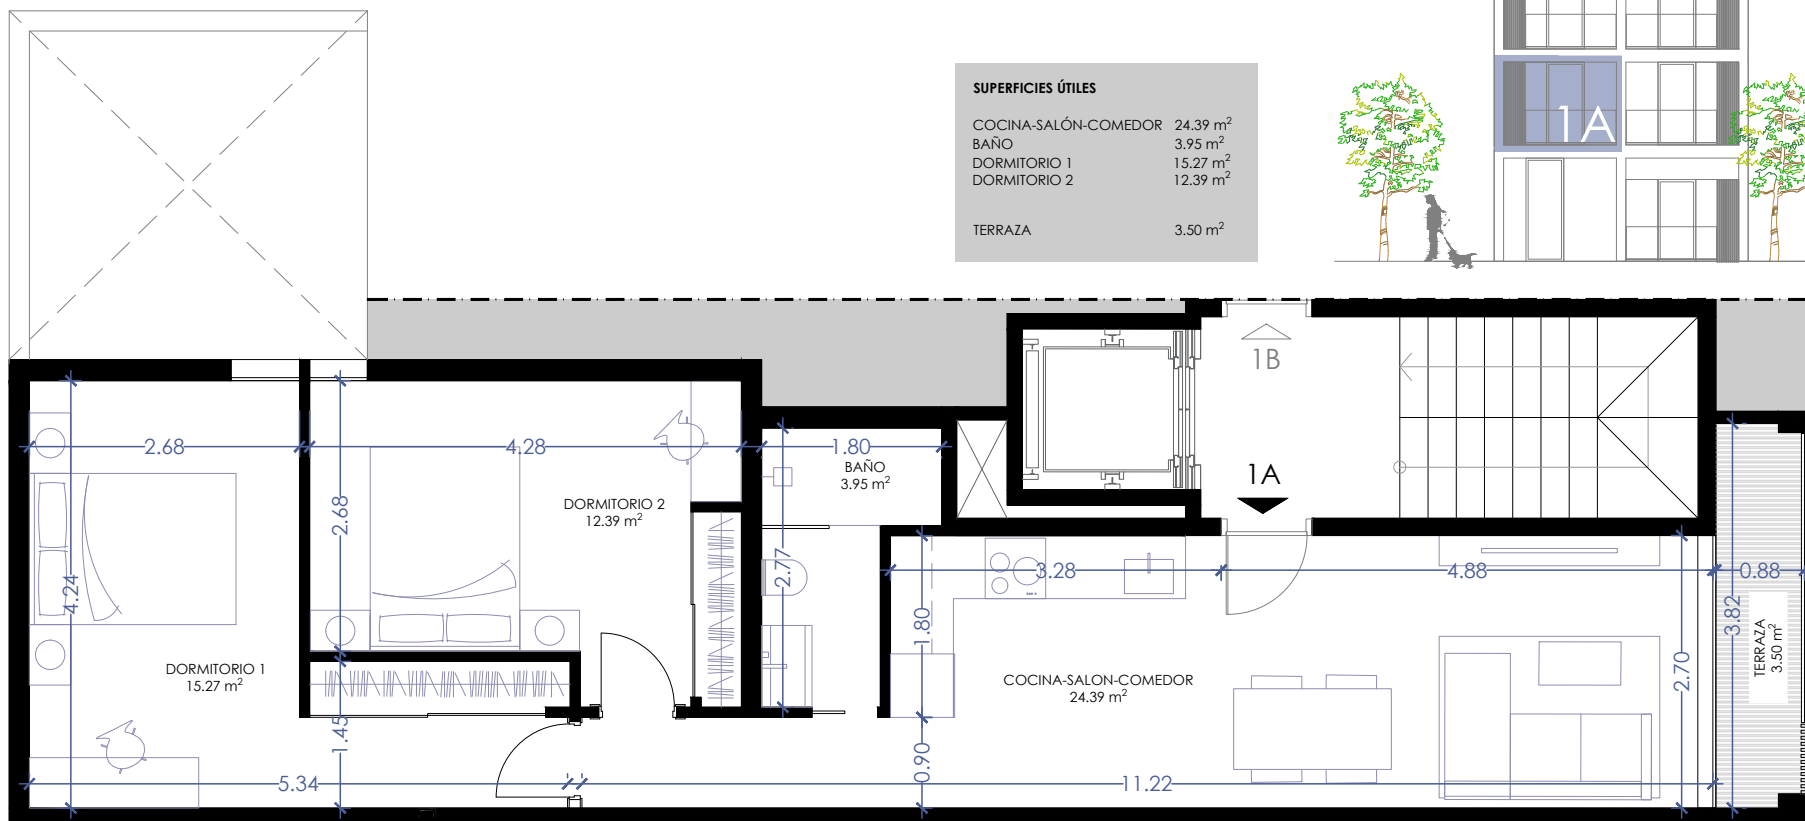 SUPERFICIES ÚTILES
COCINA-SALÓN-COMEDOR 24.39 m²
BAÑO 3.95 m²
DORMITORIO 1 15.27 m²
DORMITORIO 2 12.39 m²
TERRAZA 3.50 m²
1A
1B
1A
2.68
4.28
1.80
BAÑO
3.95 m²
DORMITORIO 2
12.39 m²
2.68
2.77
4.24
3.28
4.88
0.88
1.80
3.82
TERRAZA
3.50 m²
2.70
DORMITORIO 1
15.27 m²
COCINA-SALON-COMEDOR
24.39 m²
1.45
0.90
5.34
11.22